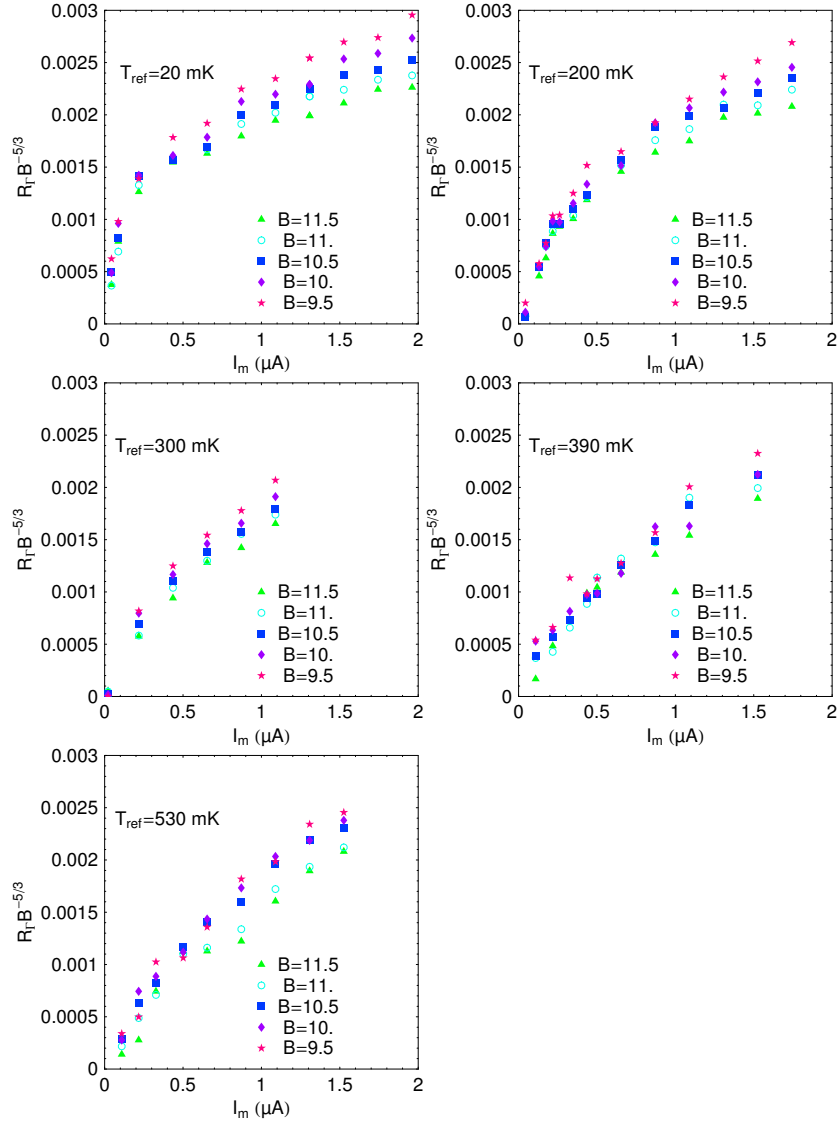 0.003
0.0025
0.002
0.0015
0.001
0.0005
0
R_Γ B^{-5/3}
T_ref=20 mK
B=11.5
B=11.
B=10.5
B=10.
B=9.5
0 0.5 1 1.5 2
I_m (μA)
0.003
0.0025
0.002
0.0015
0.001
0.0005
0
R_Γ B^{-5/3}
T_ref=200 mK
B=11.5
B=11.
B=10.5
B=10.
B=9.5
0 0.5 1 1.5 2
I_m (μA)
0.003
0.0025
0.002
0.0015
0.001
0.0005
0
R_Γ B^{-5/3}
T_ref=300 mK
B=11.5
B=11.
B=10.5
B=10.
B=9.5
0 0.5 1 1.5 2
I_m (μA)
0.003
0.0025
0.002
0.0015
0.001
0.0005
0
R_Γ B^{-5/3}
T_ref=390 mK
B=11.5
B=11.
B=10.5
B=10.
B=9.5
0 0.5 1 1.5 2
I_m (μA)
0.003
0.0025
0.002
0.0015
0.001
0.0005
0
R_Γ B^{-5/3}
T_ref=530 mK
B=11.5
B=11.
B=10.5
B=10.
B=9.5
0 0.5 1 1.5 2
I_m (μA)